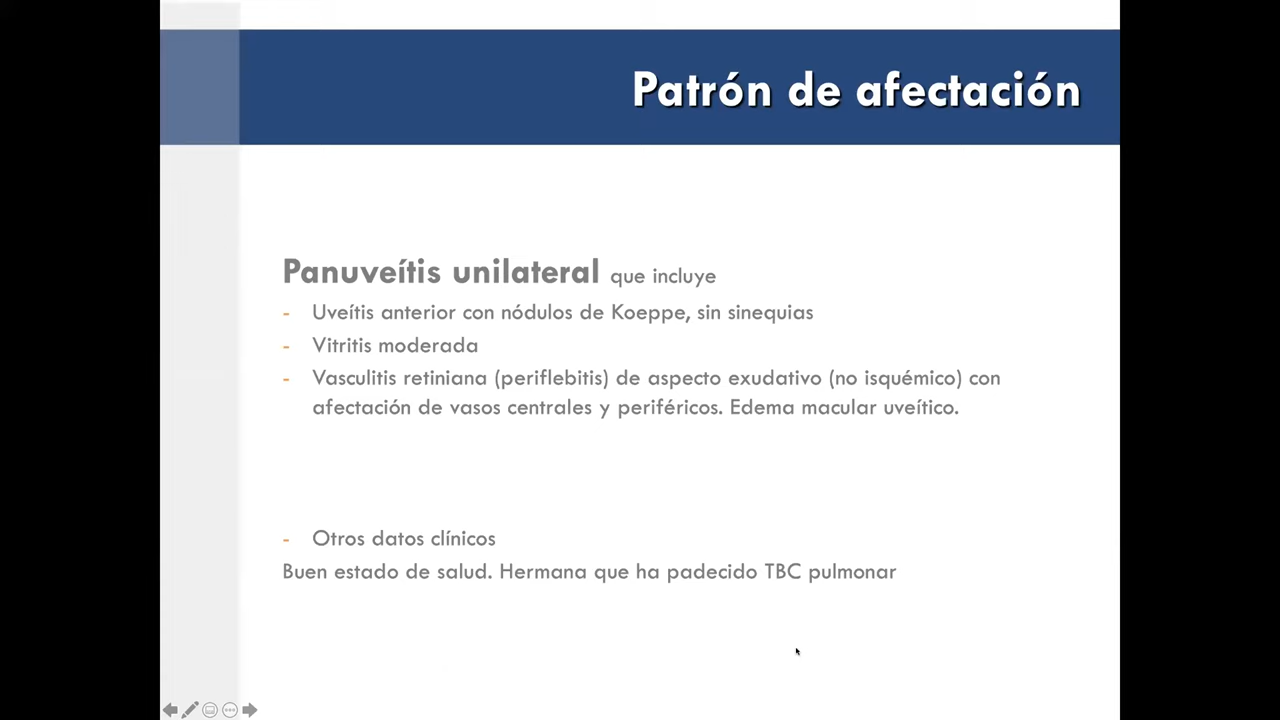 Patrón de afectación
Panuveítis unilateral que incluye
- Uveítis anterior con nódulos de Koeppe, sin sinequias
- Vitritis moderada
- Vasculitis retiniana (periflebitis) de aspecto exudativo (no isquémico) con
afectación de vasos centrales y periféricos. Edema macular uveítico.
- Otros datos clínicos
Buen estado de salud. Hermana que ha padecido TBC pulmonar